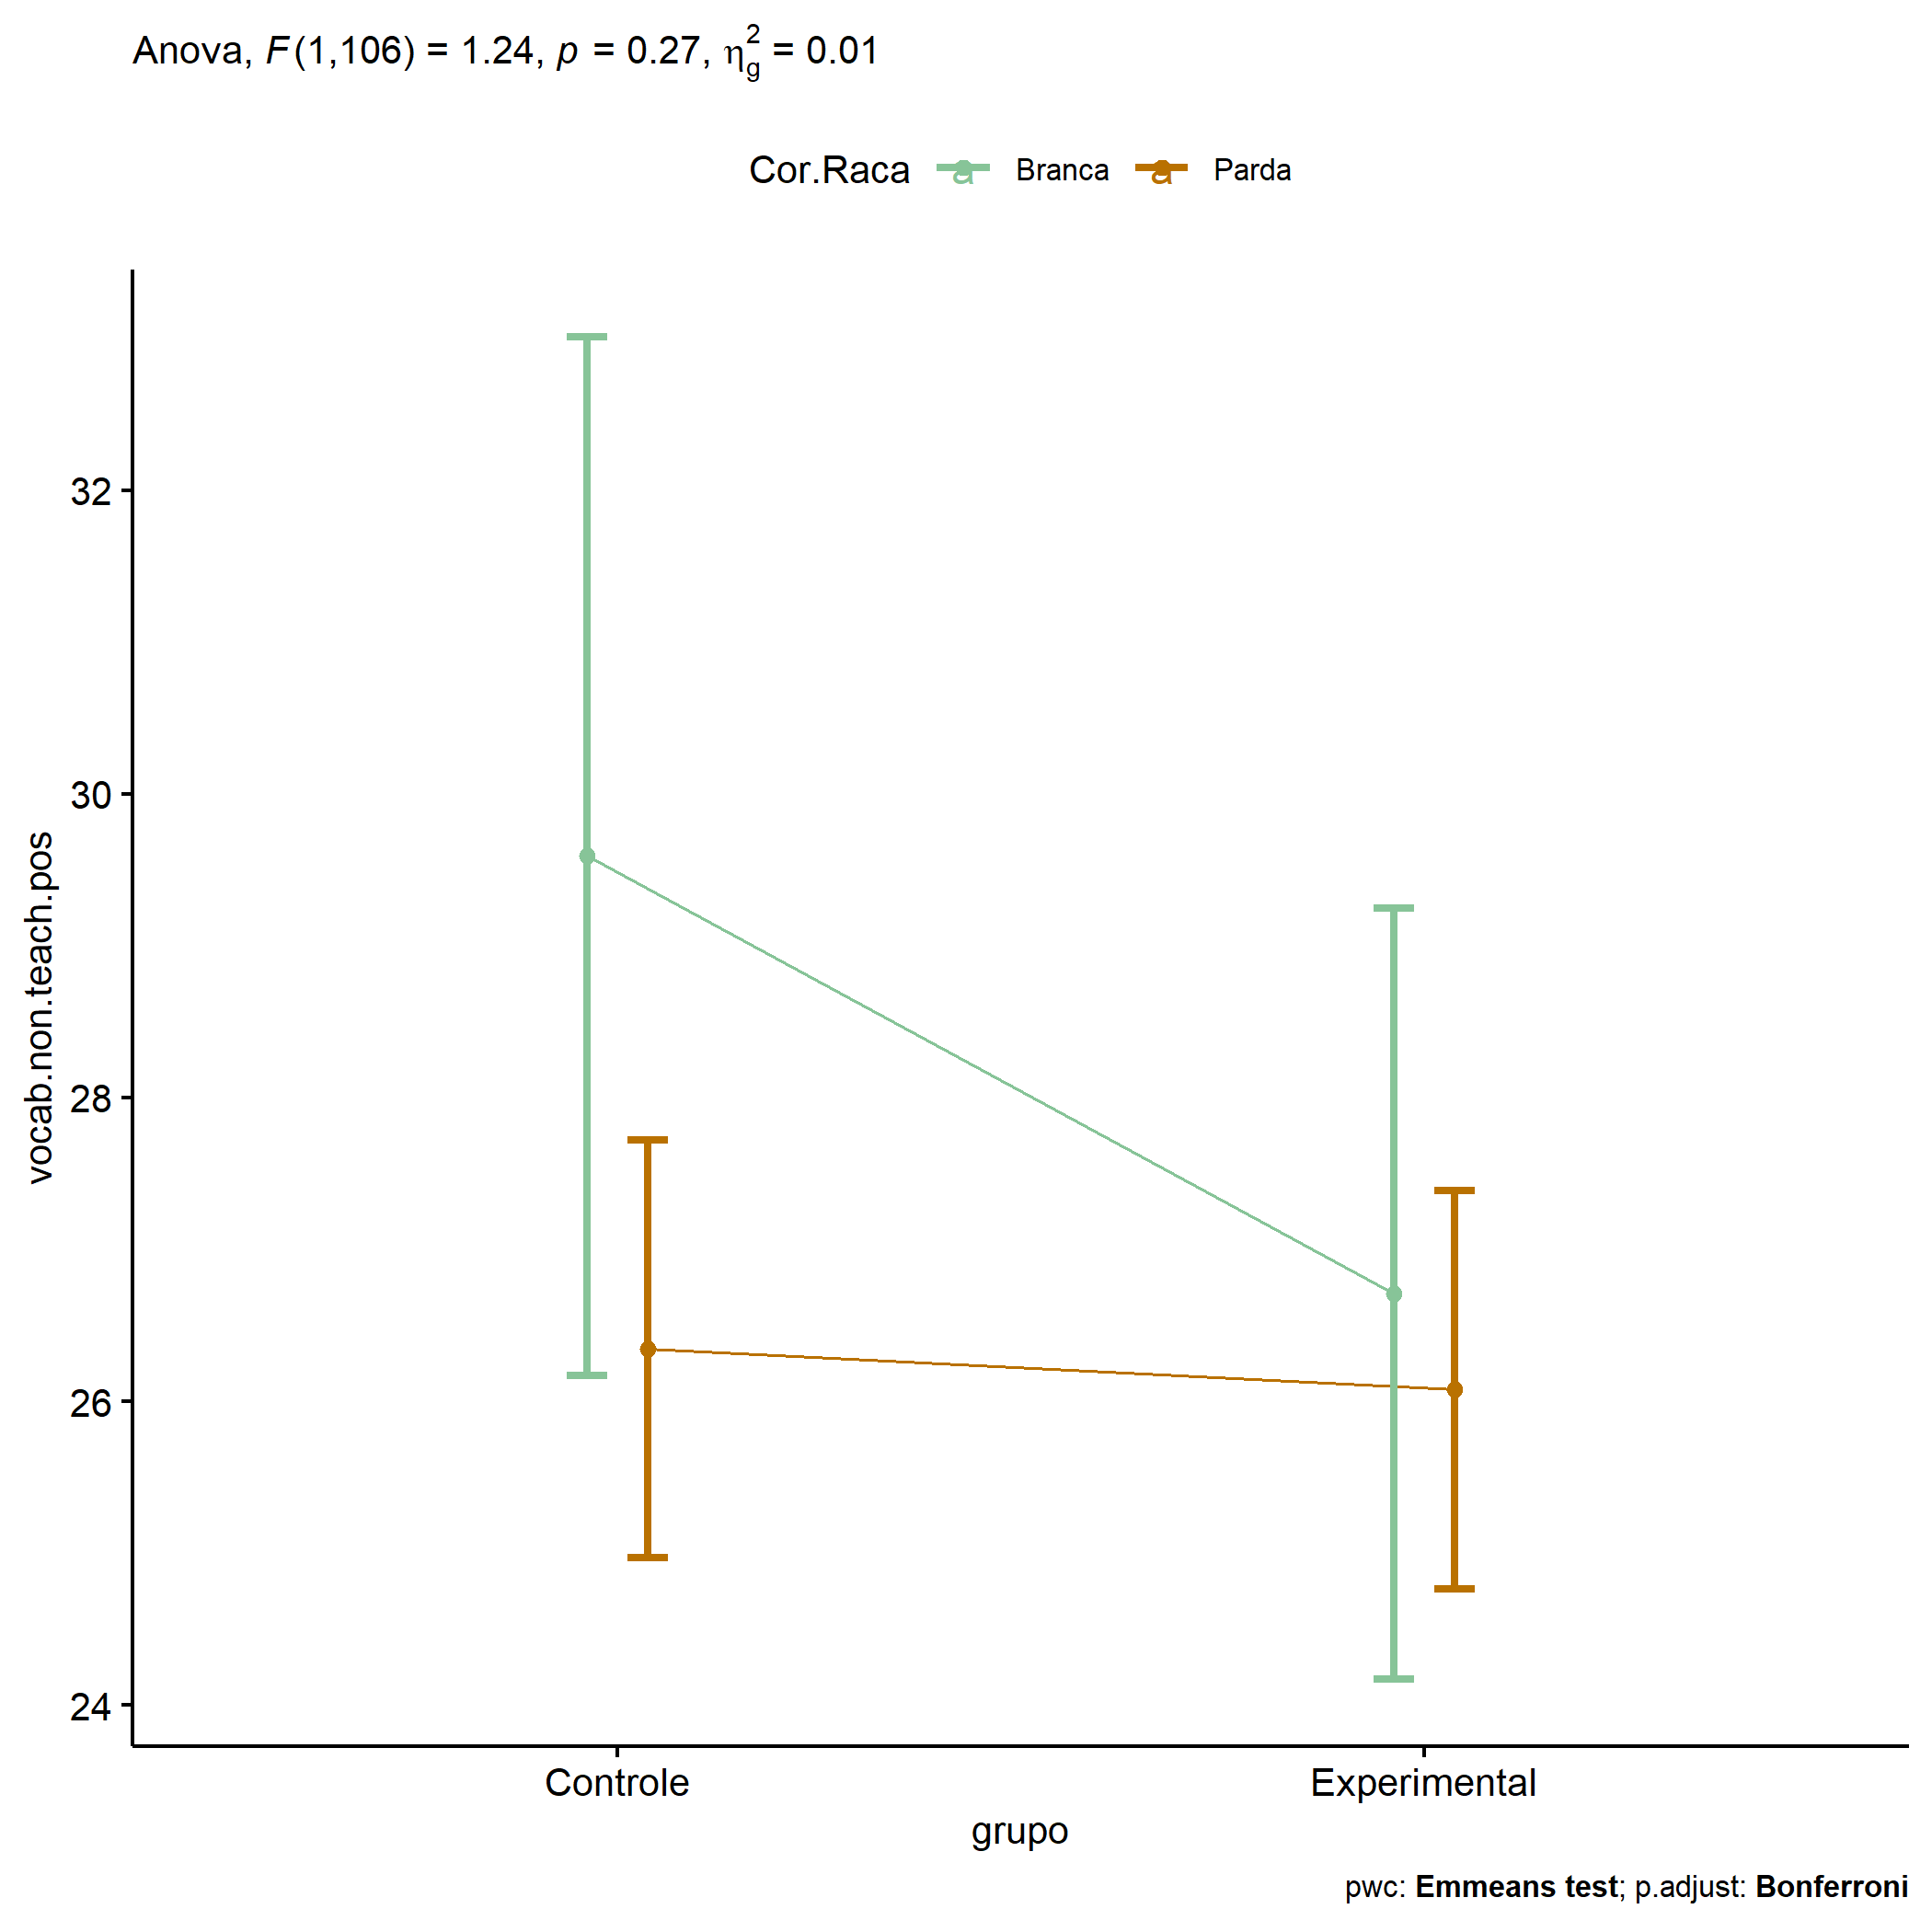 Anova, F(1,106) = 1.24, p = 0.27, η²g = 0.01
Cor.Raca a Branca a Parda
32
30
28
26
24
vocab.non.teach.pos
Controle Experimental
grupo
pwc: Emmeans test; p.adjust: Bonferroni